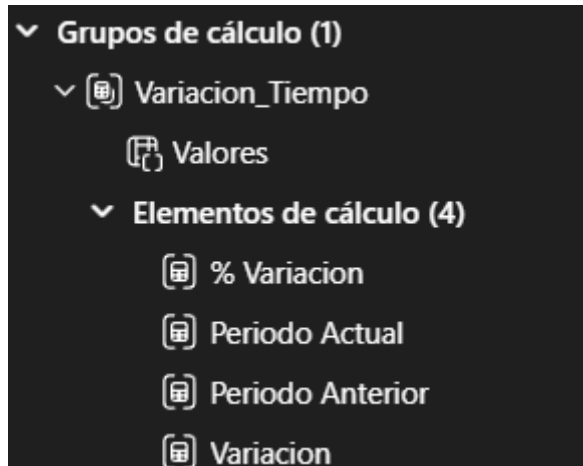 Grupos de cálculo (1)
Variacion_Tiempo
Valores
Elementos de cálculo (4)
% Variacion
Periodo Actual
Periodo Anterior
Variacion